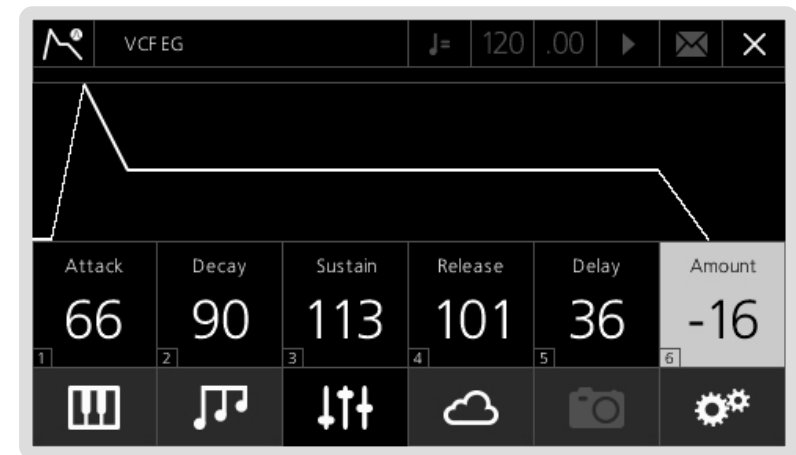 VCF EG ♩= 120 .00
Attack Decay Sustain Release Delay Amount
66 90 113 101 36 -16
1 2 3 4 5 6